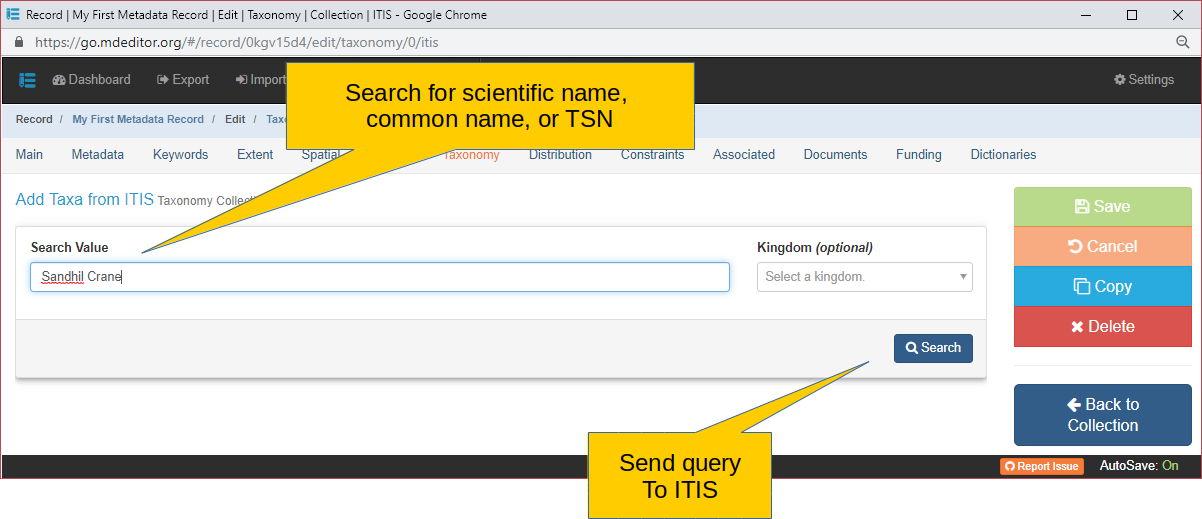 Record | My First Metadata Record | Edit | Taxonomy | Collection | ITIS - Google Chrome
https://go.mdeditor.org/#/record/0kgv15d4/edit/taxonomy/0/itis
Dashboard Export Import Settings
Search for scientific name,
common name, or TSN
Record / My First Metadata Record / Edit /
Main Metadata Keywords Extent Spatial Taxonomy Distribution Constraints Associated Documents Funding Dictionaries
Add Taxa from ITIS Taxonomy
Save
Search Value Kingdom (optional)
Cancel
Sandhil Crane Select a kingdom.
Copy
Delete
Search
Back to
Collection
Send query
To ITIS
Report Issue AutoSave: On